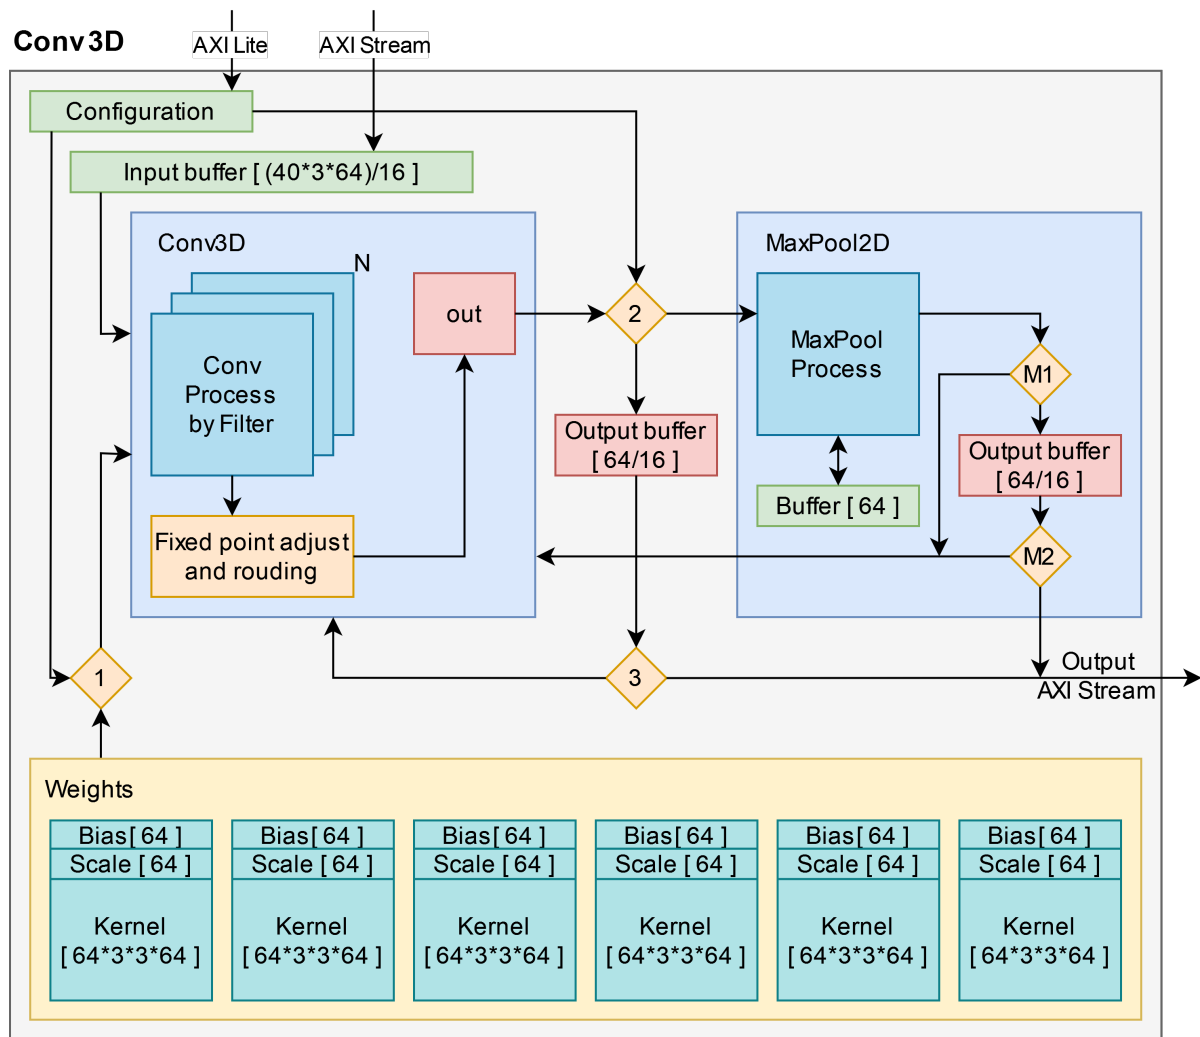 Conv3D
AXI Lite
AXI Stream
Configuration
Input buffer [ (40*3*64)/16 ]
Conv3D
N
Conv
Process
by Filter
out
Fixed point adjust
and rouding
2
Output buffer
[ 64/16 ]
MaxPool2D
MaxPool
Process
Buffer [ 64 ]
M1
Output buffer
[ 64/16 ]
M2
1
3
Output
AXI Stream
Weights
Bias[ 64 ]
Scale [ 64 ]
Kernel
[ 64*3*3*64 ]
Bias[ 64 ]
Scale [ 64 ]
Kernel
[ 64*3*3*64 ]
Bias[ 64 ]
Scale [ 64 ]
Kernel
[ 64*3*3*64 ]
Bias[ 64 ]
Scale [ 64 ]
Kernel
[ 64*3*3*64 ]
Bias[ 64 ]
Scale [ 64 ]
Kernel
[ 64*3*3*64 ]
Bias[ 64 ]
Scale [ 64 ]
Kernel
[ 64*3*3*64 ]